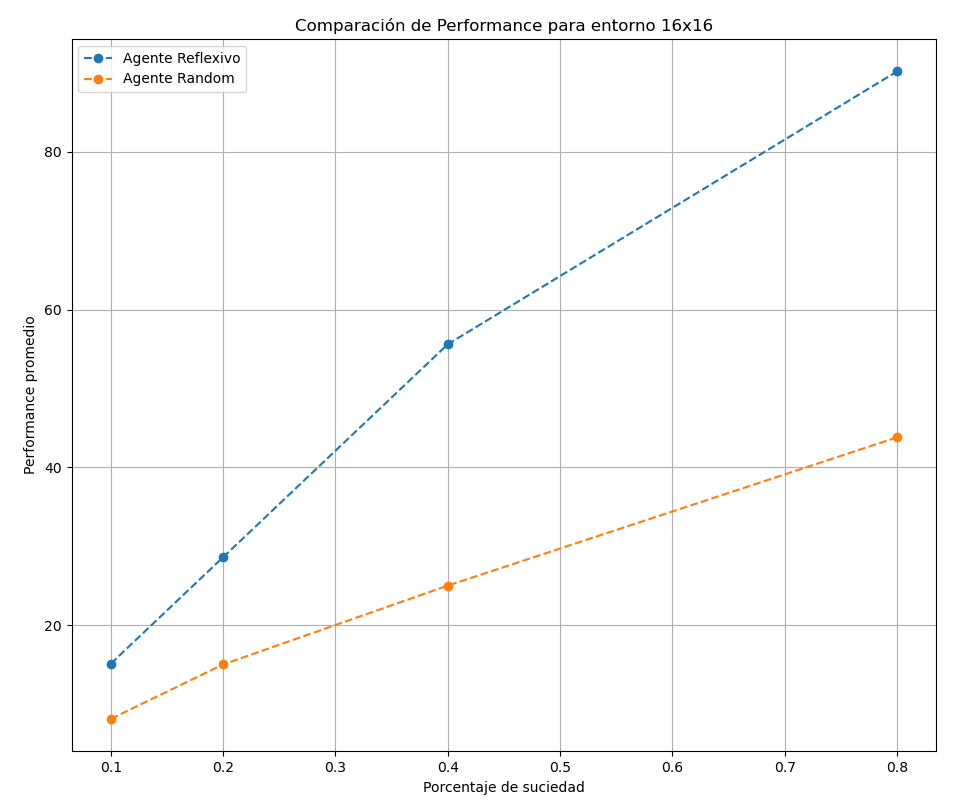 Comparación de Performance para entorno 16x16
Agente Reflexivo
Agente Random
Performance promedio
80
60
40
20
0.1 0.2 0.3 0.4 0.5 0.6 0.7 0.8
Porcentaje de suciedad